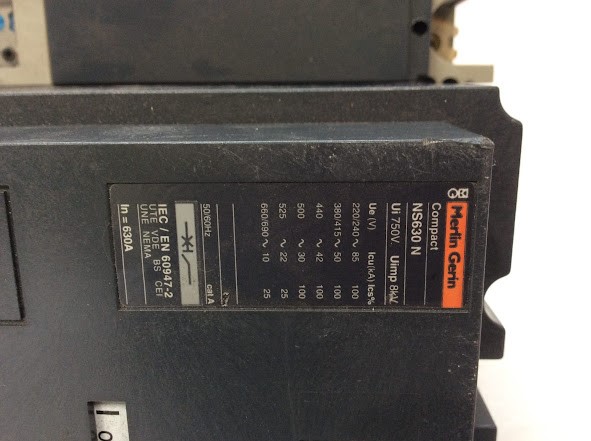 Merlin Gerin
Compact
NS630 N
Ui 750V. Uimp 8kV
Ue (V) Icu(kA) Ics%
220/240 ~ 85 100
380/415 ~ 50 100
440 ~ 42 100
500 ~ 30 100
525 ~ 22 25
660/690 ~ 10 25
50/60Hz cat A
IEC / EN 60947-2
UTE VDE BS CEI
UNE NEMA
In = 630A